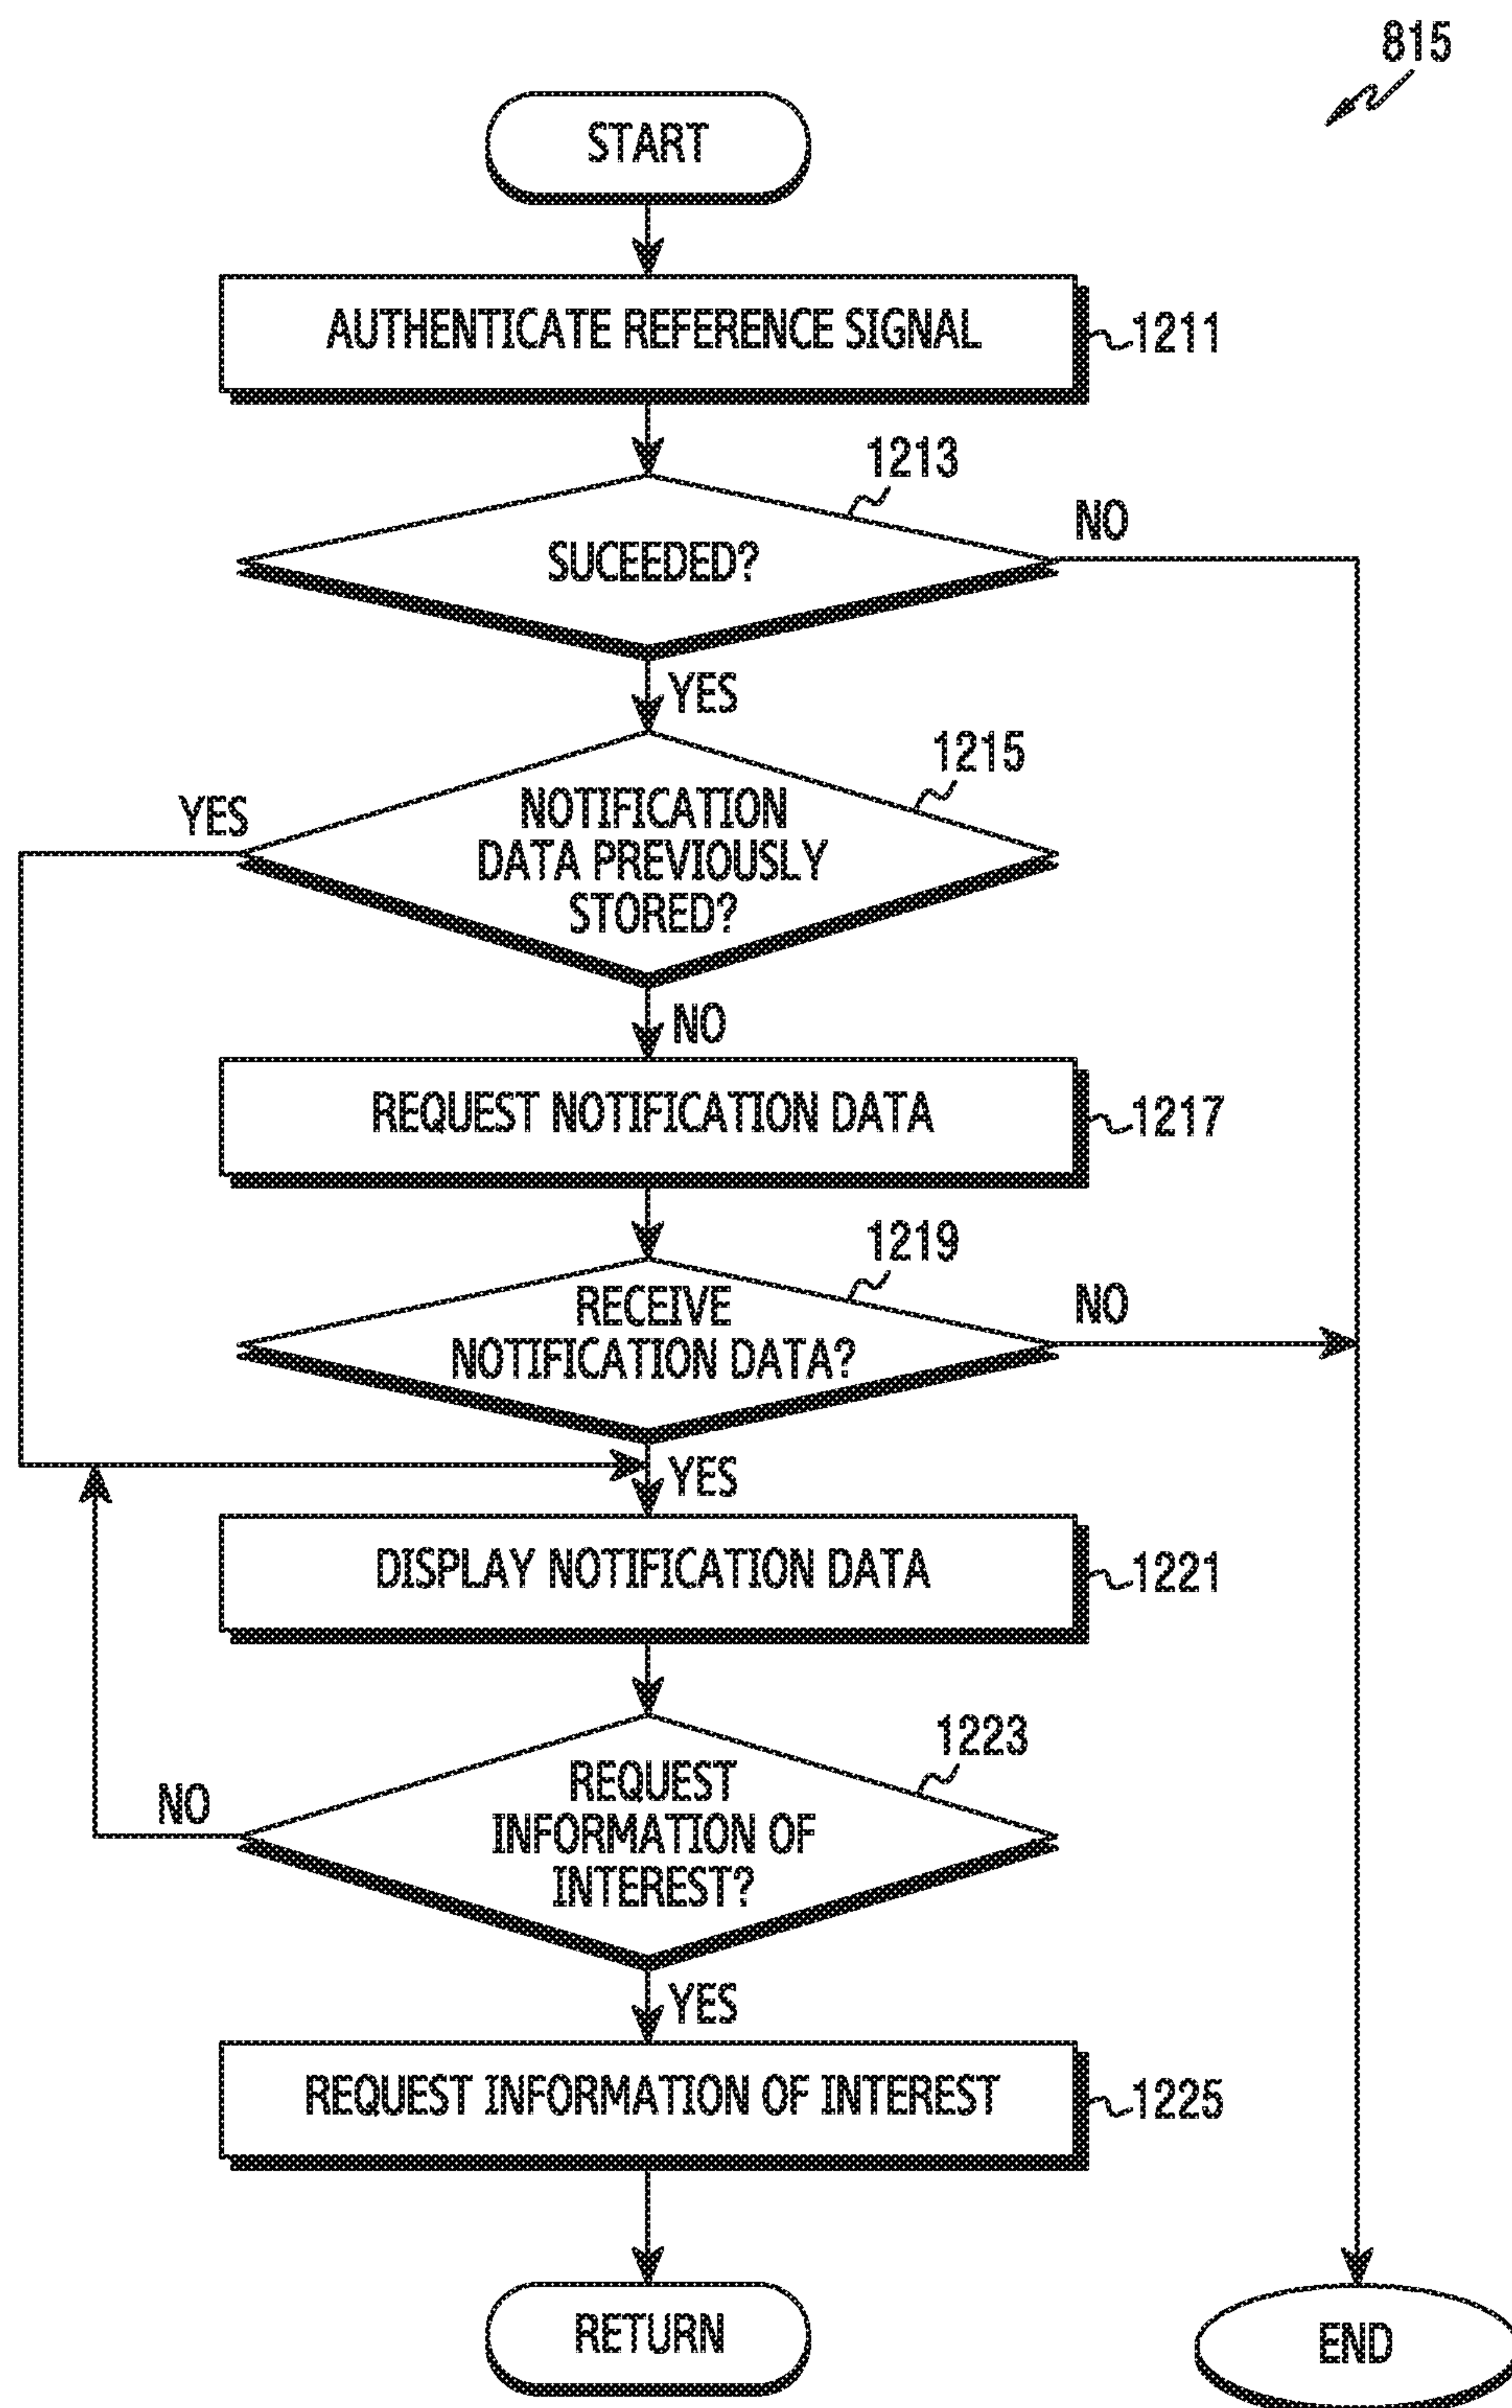 815
START
AUTHENTICATE REFERENCE SIGNAL
1211
1213
SUCEEDED?
NO
YES
1215
NOTIFICATION
DATA PREVIOUSLY
STORED?
YES
NO
REQUEST NOTIFICATION DATA
1217
1219
RECEIVE
NOTIFICATION DATA?
NO
YES
DISPLAY NOTIFICATION DATA
1221
1223
REQUEST
INFORMATION OF
INTEREST?
NO
YES
REQUEST INFORMATION OF INTEREST
1225
RETURN
END